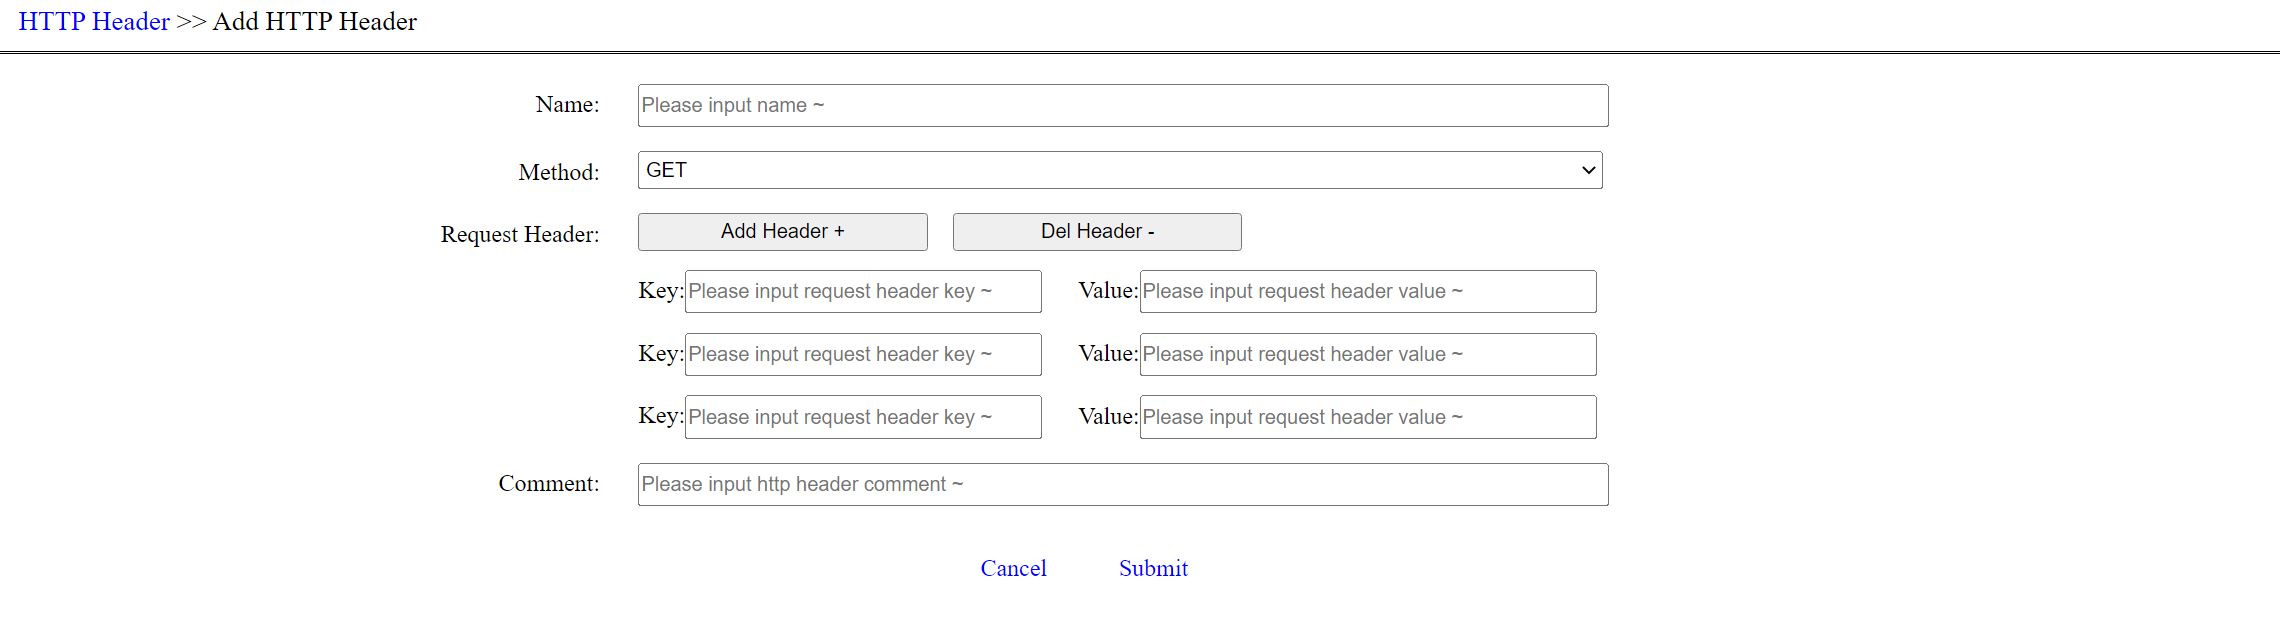 HTTP Header >> Add HTTP Header
Name: Please input name ~
Method: GET
Request Header: Add Header + Del Header -
Key: Please input request header key ~ Value: Please input request header value ~
Key: Please input request header key ~ Value: Please input request header value ~
Key: Please input request header key ~ Value: Please input request header value ~
Comment: Please input http header comment ~
Cancel Submit